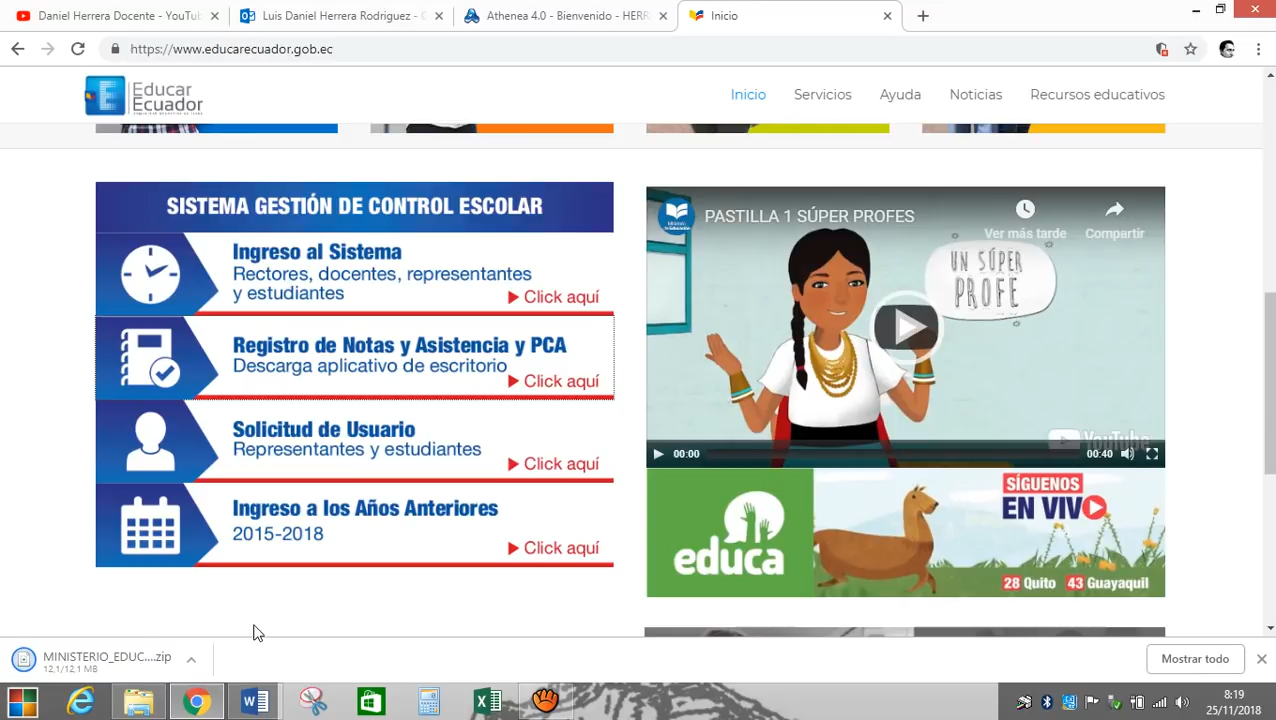 Daniel Herrera Docente - YouTu
Luis Daniel Herrera Rodriguez -
Athenea 4.0 - Bienvenido - HERR
Inicio
https://www.educarecuador.gob.ec
Educar
Ecuador
Inicio
Servicios
Ayuda
Noticias
Recursos educativos
SISTEMA GESTIÓN DE CONTROL ESCOLAR
Ingreso al Sistema
Rectores, docentes, representantes
y estudiantes
Click aquí
Registro de Notas y Asistencia y PCA
Descarga aplicativo de escritorio
Click aquí
Solicitud de Usuario
Representantes y estudiantes
Click aquí
Ingreso a los Años Anteriores
2015-2018
Click aquí
PASTILLA 1 SÚPER PROFES
Ver más tarde
Compartir
UN SÚPER
PROFE
YouTube
00:00
00:40
educa
SÍGUENOS
EN VIVO
28 Quito
43 Guayaquil
MINISTERIO_EDUC....zip
12,1/12,1 MB
Mostrar todo
8:19
25/11/2018